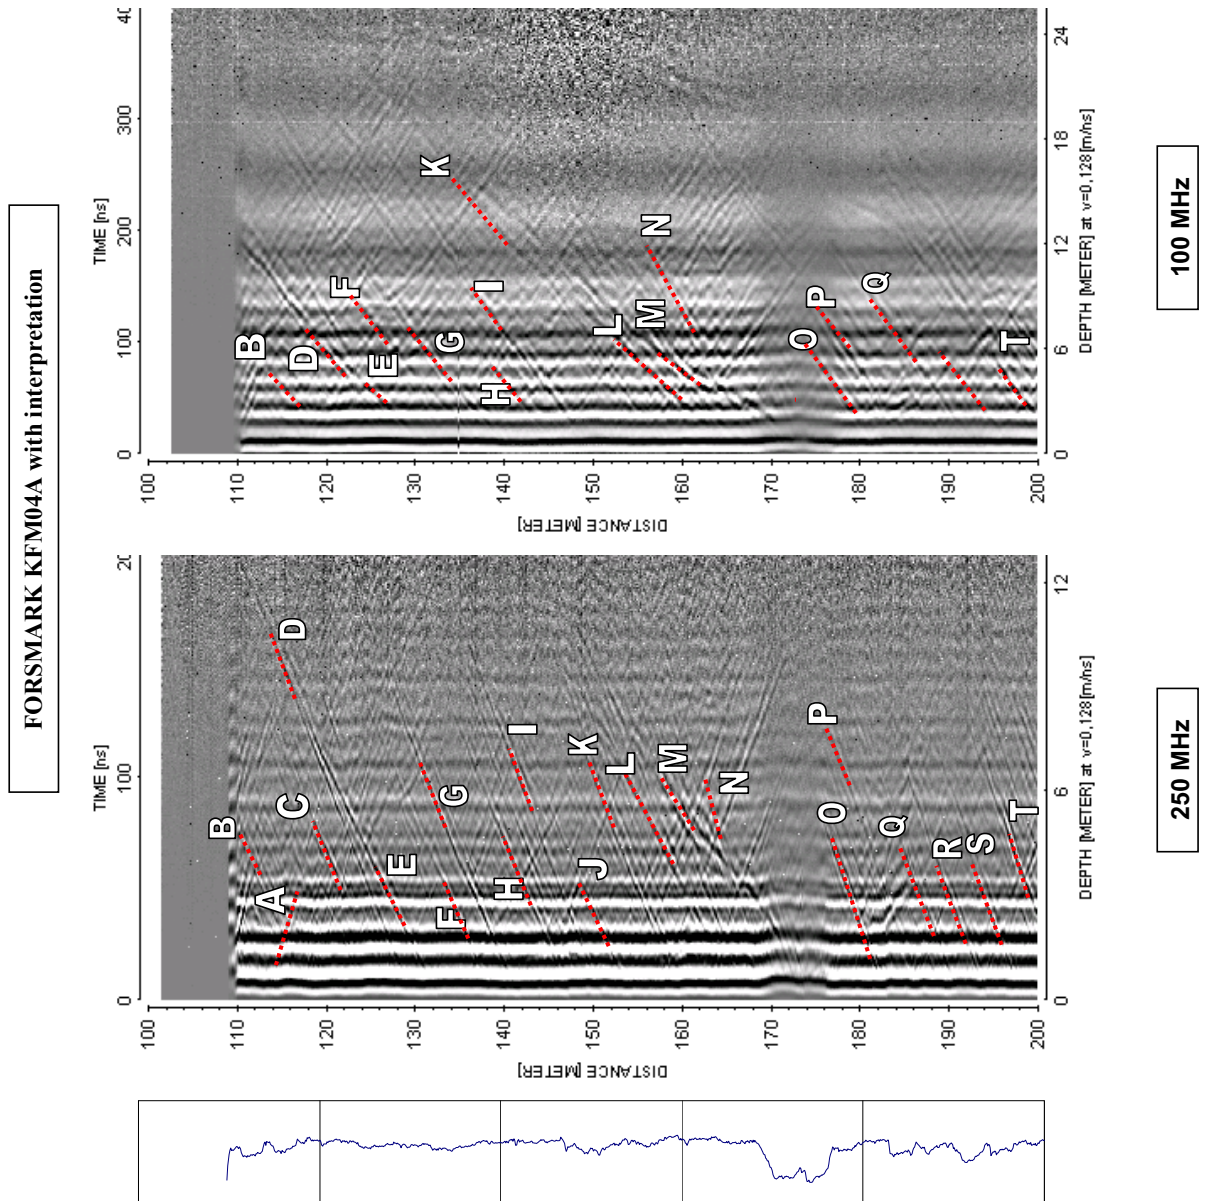 FORSMARK KFM04A with interpretation
TIME [ns]
0
100
200
300
40
B
D
E
F
G
H
I
K
L
M
N
O
P
Q
T
0
6
12
18
24
DEPTH [METER] at v=0,128[m/ns]
100
110
120
130
140
150
160
170
180
190
200
DISTANCE [METER]
100 MHz
TIME [ns]
0
100
20
A
B
C
D
E
F
G
H
I
J
K
L
M
N
O
P
Q
R
S
T
0
6
12
DEPTH [METER] at v=0,128[m/ns]
100
110
120
130
140
150
160
170
180
190
200
DISTANCE [METER]
250 MHz